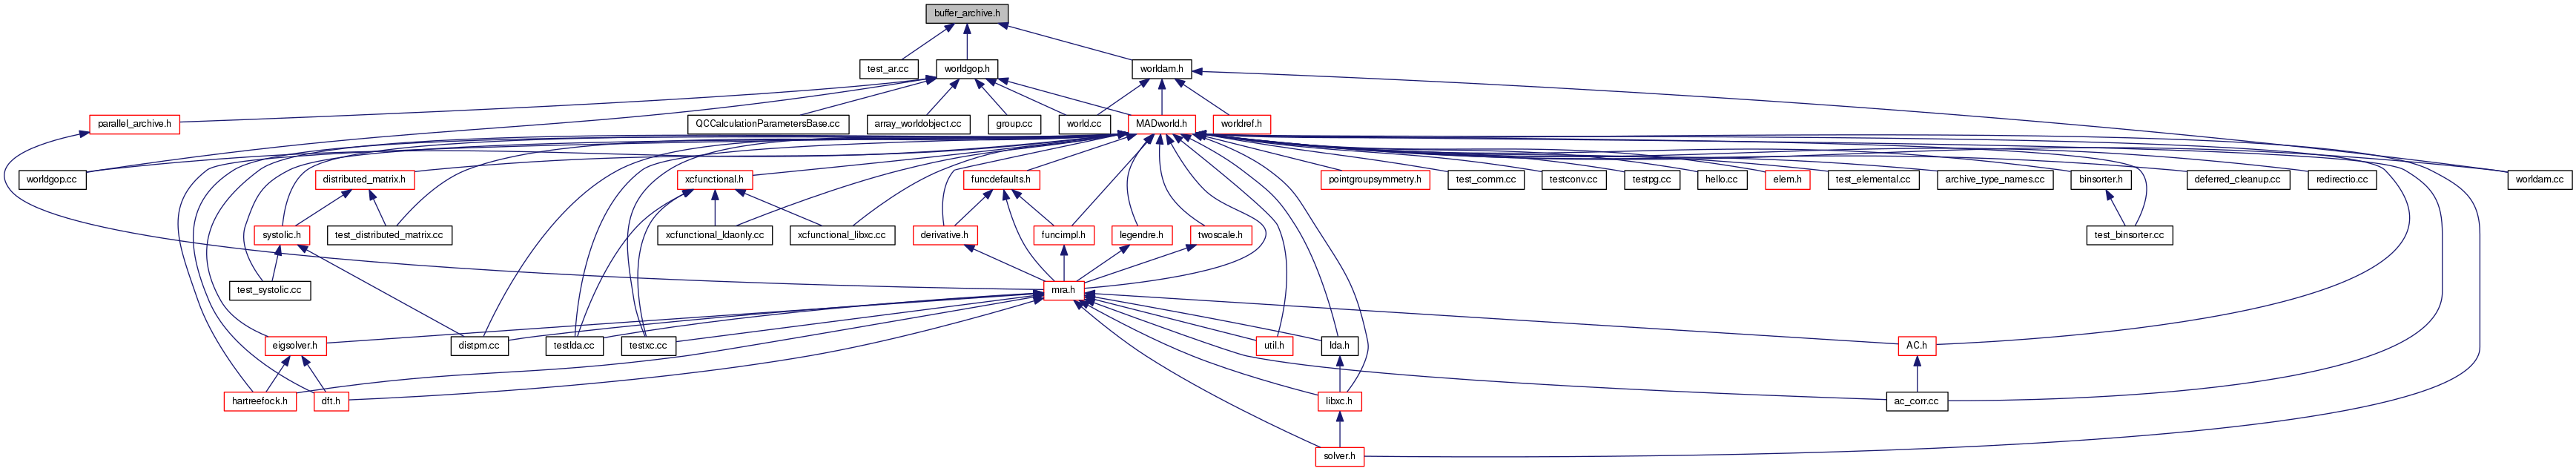 buffer_archive.h
test_ar.cc
worldgop.h
worldam.h
parallel_archive.h
QCCalculationParametersBase.cc
array_worldobject.cc
group.cc
world.cc
MADworld.h
worldref.h
worldgop.cc
distributed_matrix.h
xcfunctional.h
funcdefaults.h
pointgroupsymmetry.h
test_comm.cc
testconv.cc
testpg.cc
hello.cc
elem.h
test_elemental.cc
archive_type_names.cc
binsorter.h
deferred_cleanup.cc
redirectio.cc
worldam.cc
systolic.h
test_distributed_matrix.cc
xcfunctional_ldaonly.cc
xcfunctional_libxc.cc
derivative.h
funcimpl.h
legendre.h
twoscale.h
test_binsorter.cc
test_systolic.cc
mra.h
eigsolver.h
distpm.cc
testlda.cc
testxc.cc
util.h
lda.h
AC.h
hartreefock.h
dft.h
libxc.h
ac_corr.cc
solver.h